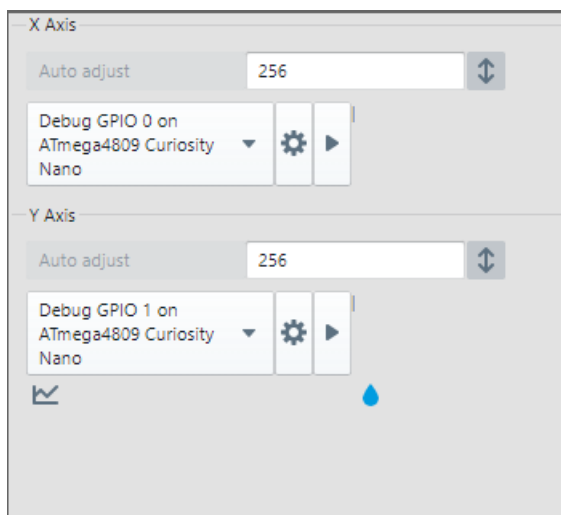 X Axis
Auto adjust
256
Debug GPIO 0 on
ATmega4809 Curiosity
Nano
Y Axis
Auto adjust
256
Debug GPIO 1 on
ATmega4809 Curiosity
Nano